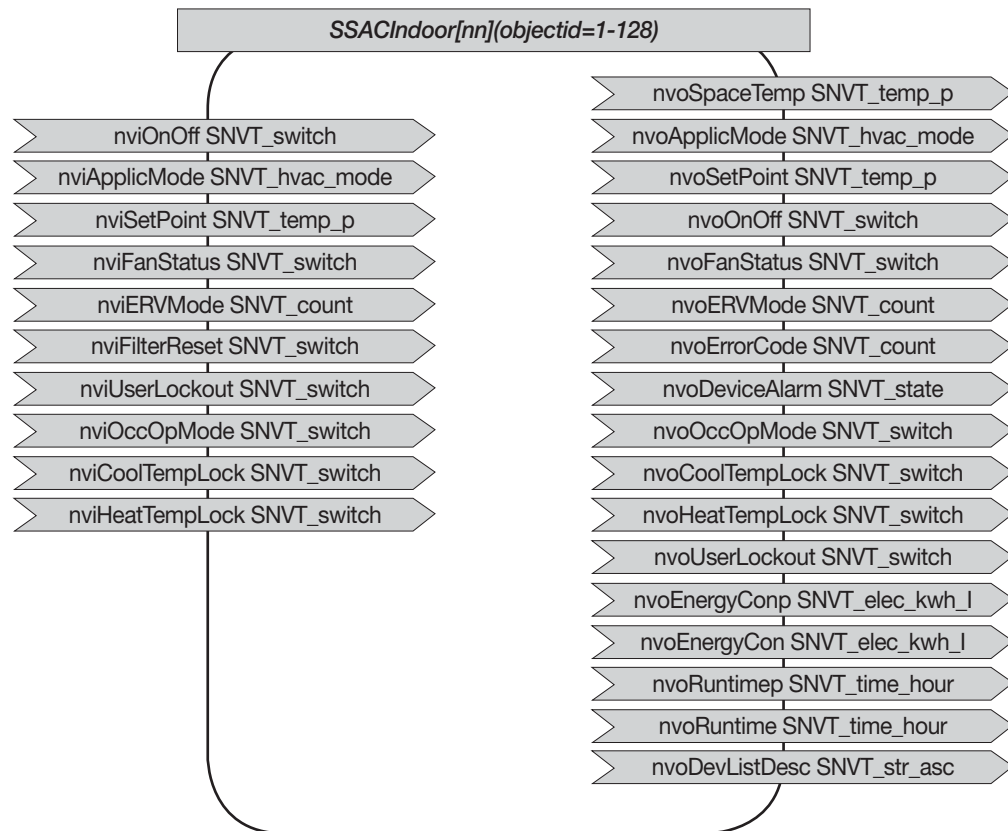 SSACIndoor[nn](objectid=1-128)
nviOnOff SNVT_switch
nviApplicMode SNVT_hvac_mode
nviSetPoint SNVT_temp_p
nviFanStatus SNVT_switch
nviERVMode SNVT_count
nviFilterReset SNVT_switch
nviUserLockout SNVT_switch
nviOccOpMode SNVT_switch
nviCoolTempLock SNVT_switch
nviHeatTempLock SNVT_switch
nvoSpaceTemp SNVT_temp_p
nvoApplicMode SNVT_hvac_mode
nvoSetPoint SNVT_temp_p
nvoOnOff SNVT_switch
nvoFanStatus SNVT_switch
nvoERVMode SNVT_count
nvoErrorCode SNVT_count
nvoDeviceAlarm SNVT_state
nvoOccOpMode SNVT_switch
nvoCoolTempLock SNVT_switch
nvoHeatTempLock SNVT_switch
nvoUserLockout SNVT_switch
nvoEnergyConp SNVT_elec_kwh_l
nvoEnergyCon SNVT_elec_kwh_l
nvoRuntimep SNVT_time_hour
nvoRuntime SNVT_time_hour
nvoDevListDesc SNVT_str_asc